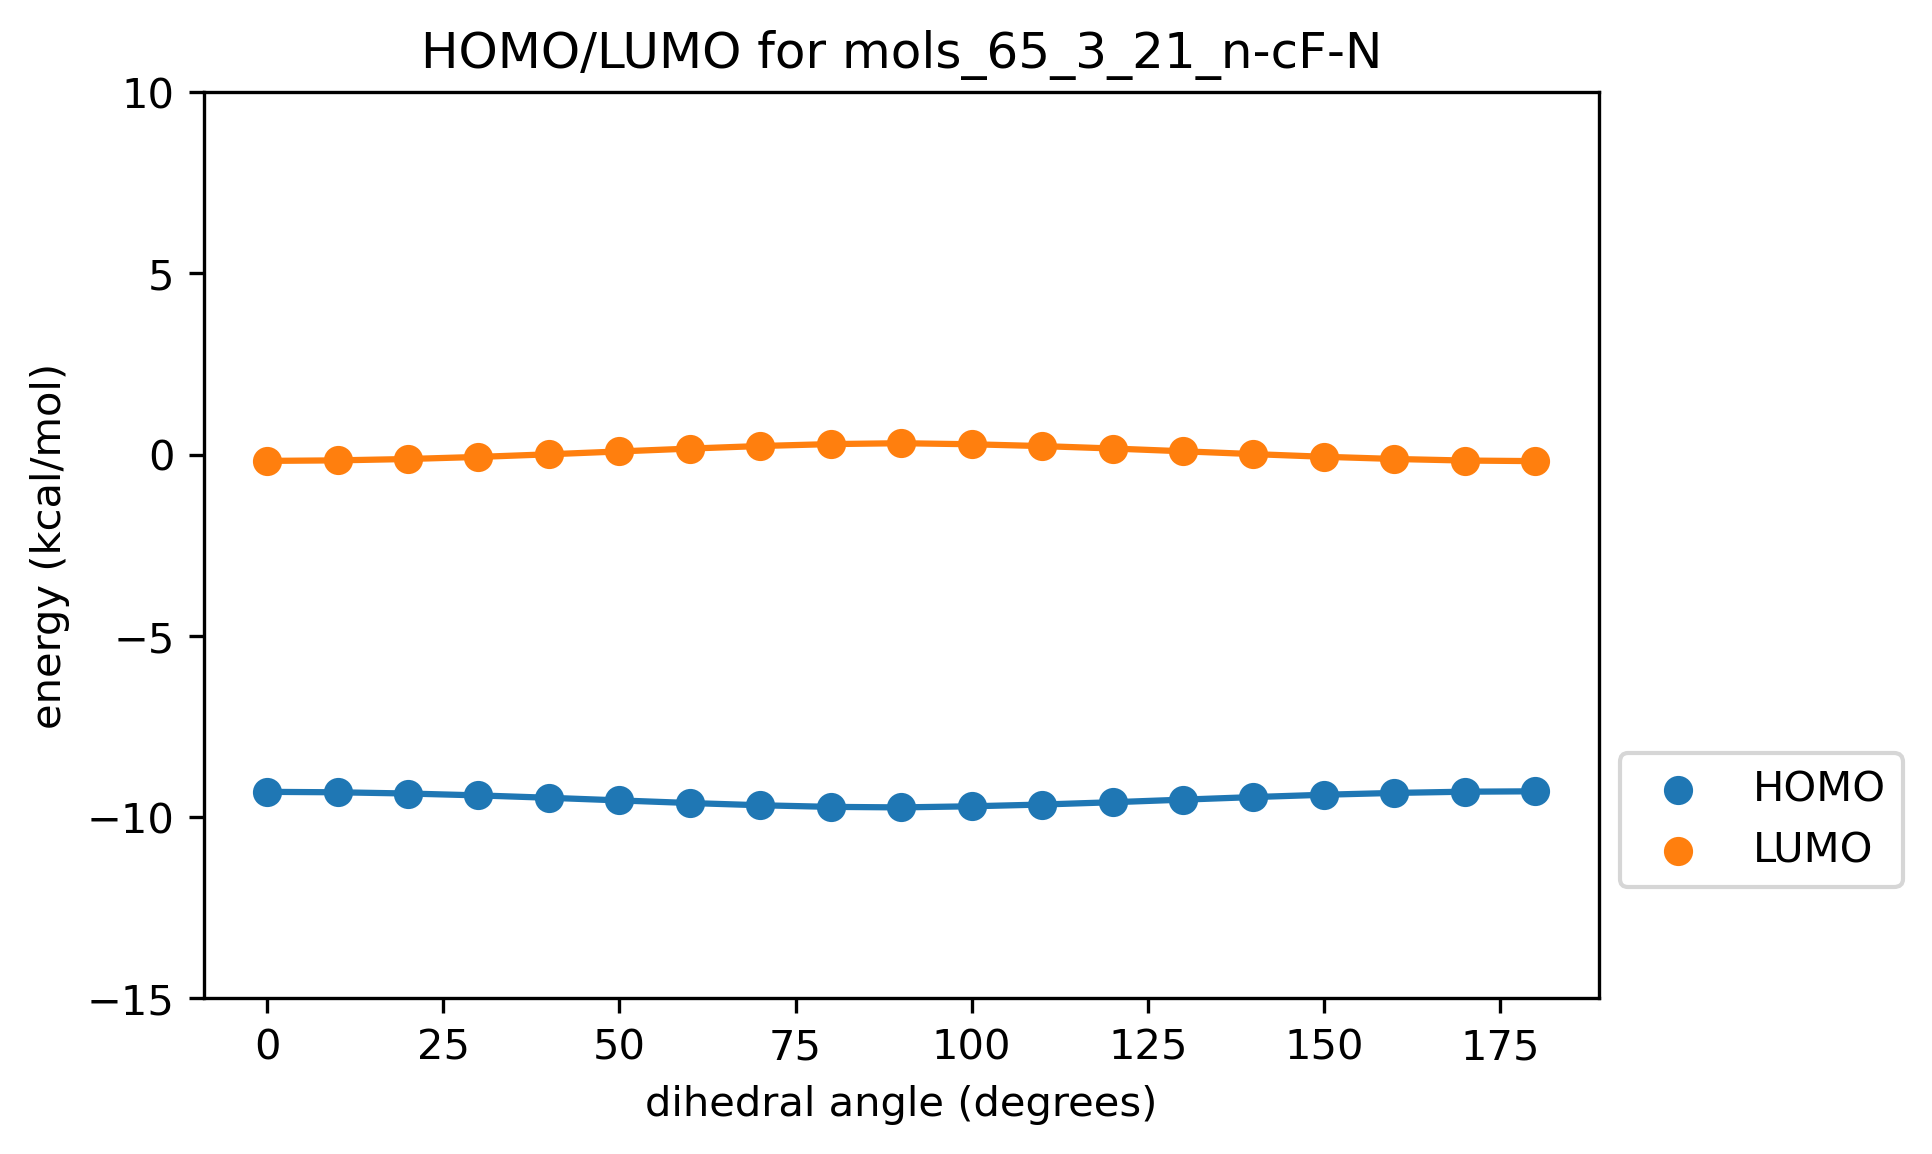 HOMO/LUMO for mols_65_3_21_n-cF-N
10
5
0
−5
−10
−15
energy (kcal/mol)
0 25 50 75 100 125 150 175
dihedral angle (degrees)
HOMO
LUMO